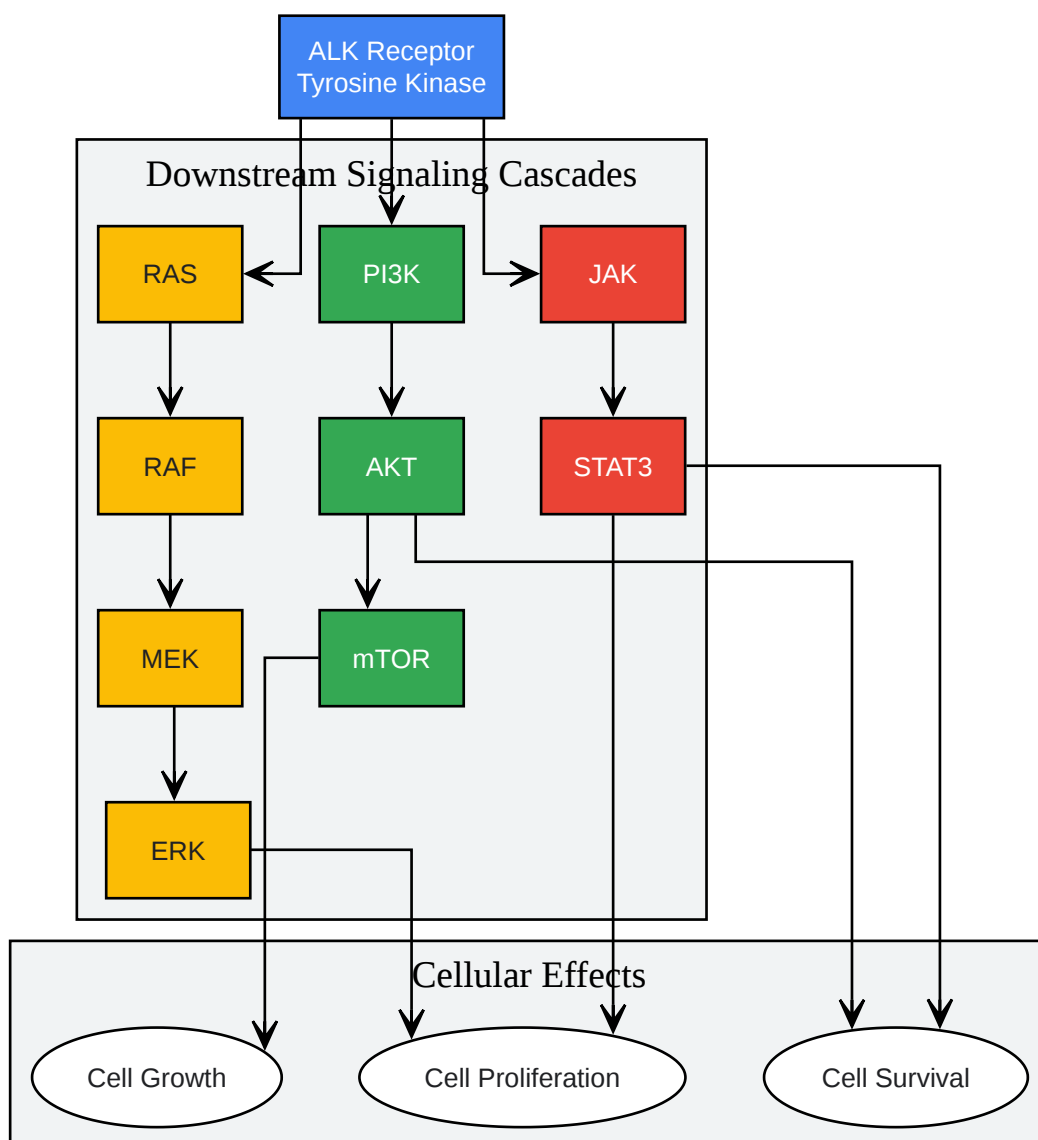 ALK Receptor
Tyrosine Kinase
Downstream Signaling Cascades
RAS
PI3K
JAK
RAF
AKT
STAT3
MEK
mTOR
ERK
Cellular Effects
Cell Growth
Cell Proliferation
Cell Survival